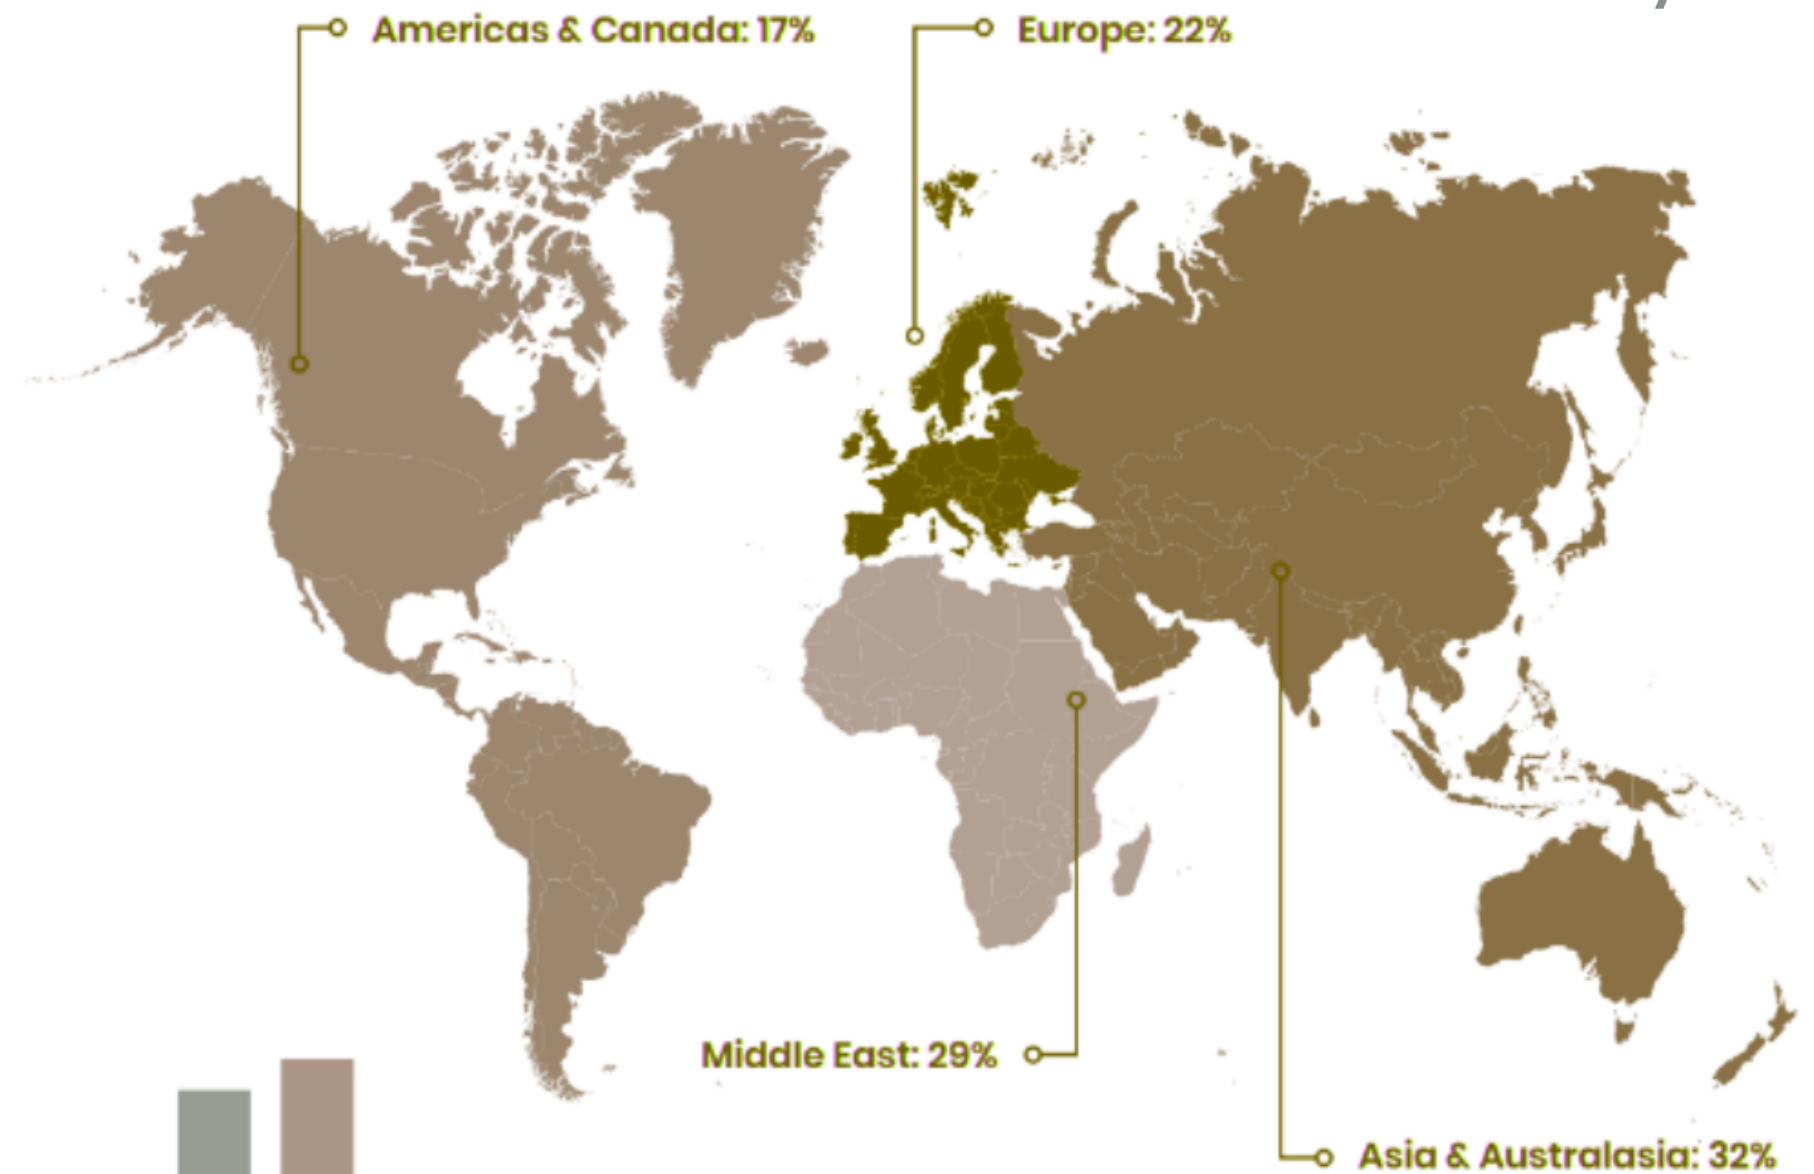 Americas & Canada: 17%
Europe: 22%
Middle East: 29%
Asia & Australasia: 32%